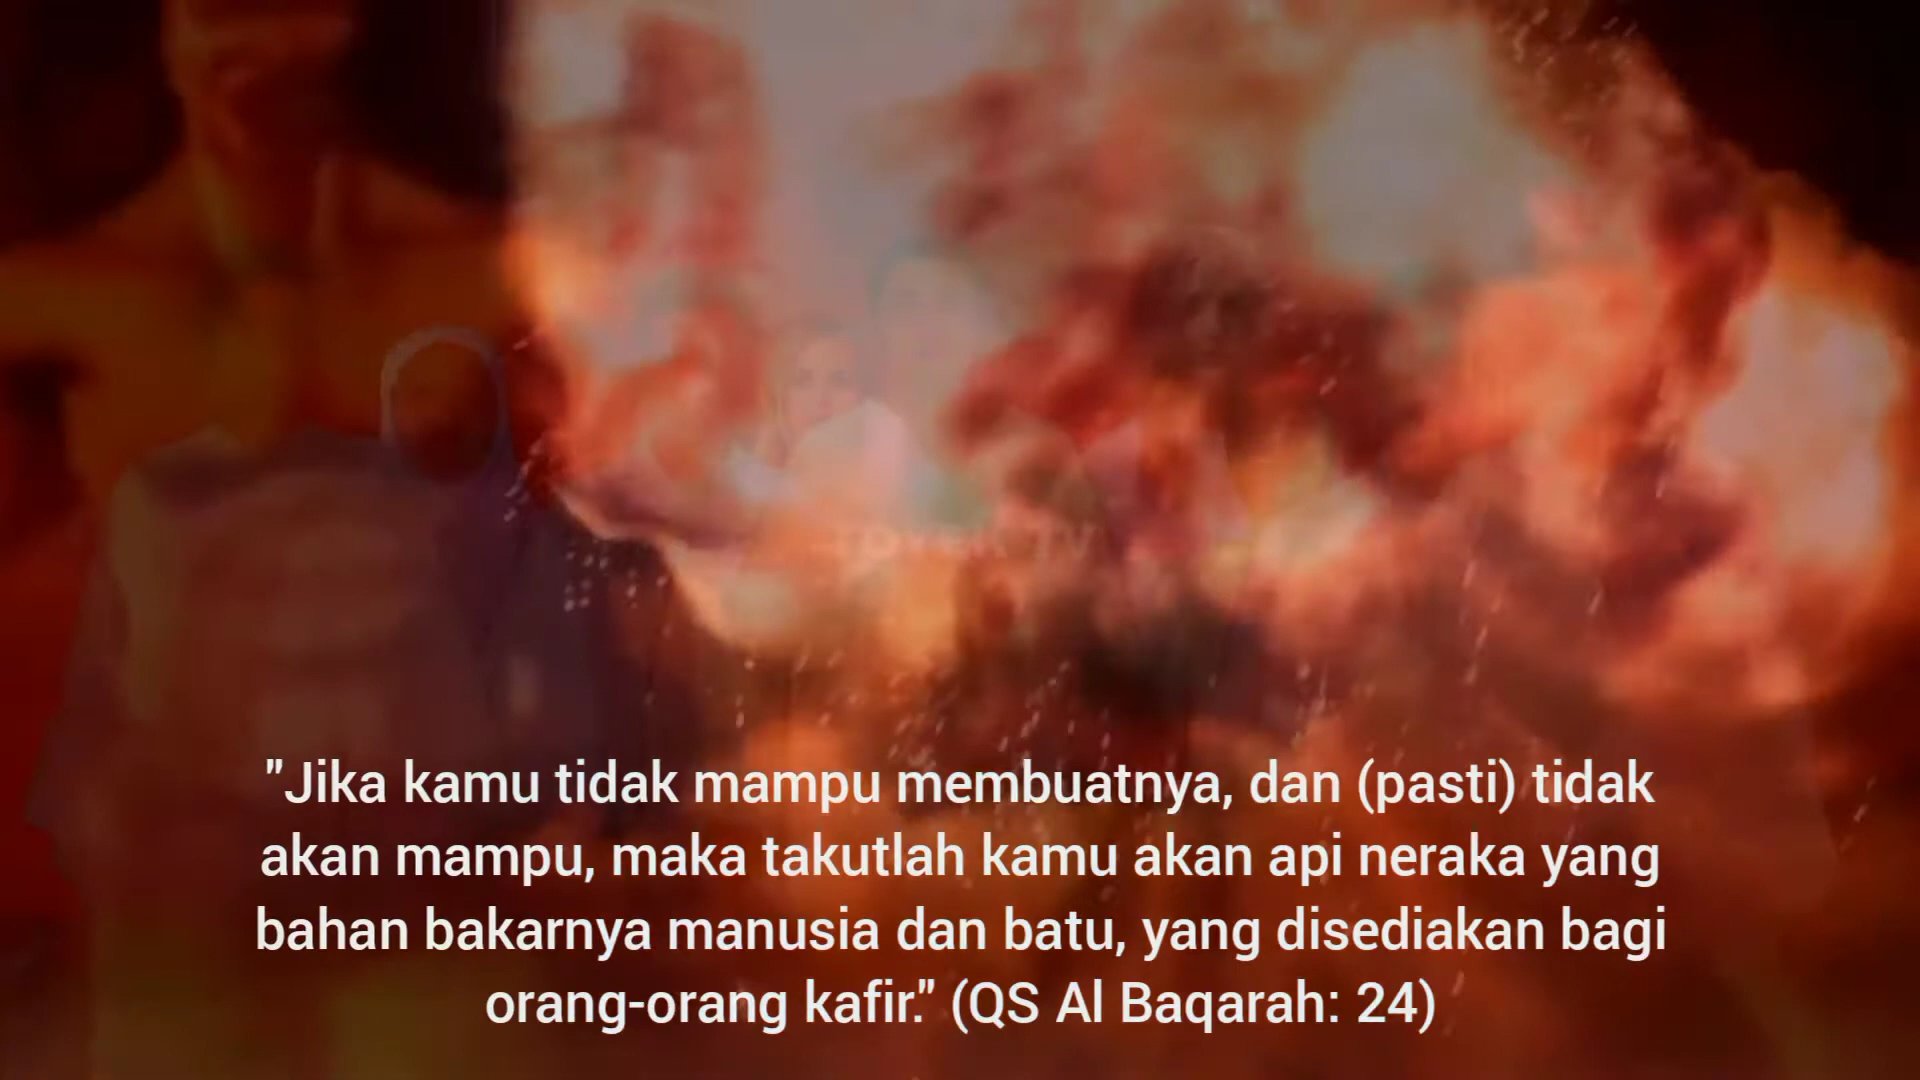 "Jika kamu tidak mampu membuatnya, dan (pasti) tidak
akan mampu, maka takutlah kamu akan api neraka yang
bahan bakarnya manusia dan batu, yang disediakan bagi
orang-orang kafir." (QS Al Baqarah: 24)